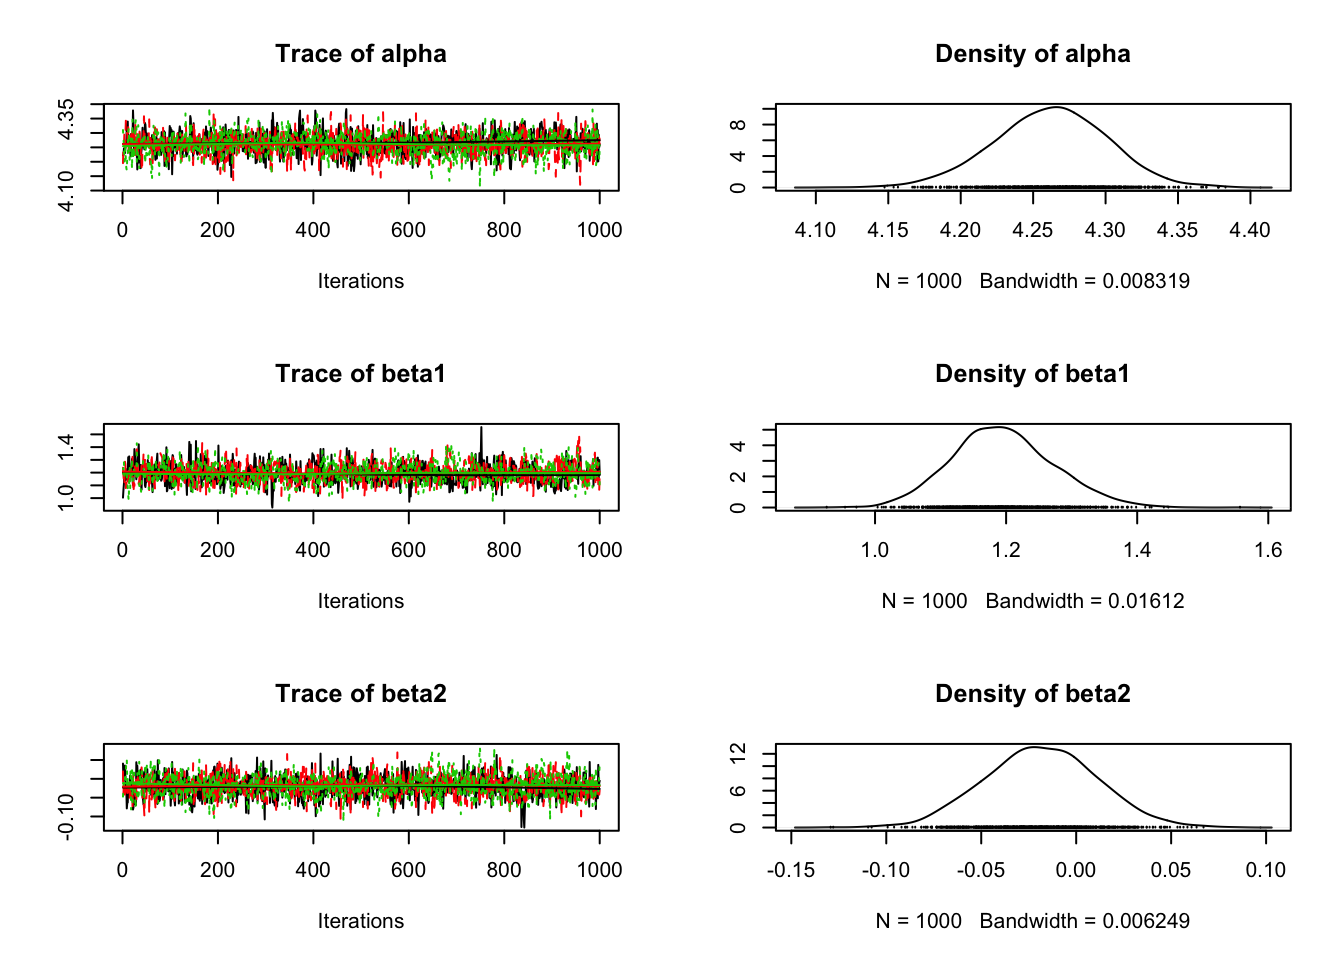 Trace of alpha
4.10 4.35
0 200 400 600 800 1000
Iterations
Density of alpha
0 4 8
4.10 4.15 4.20 4.25 4.30 4.35 4.40
N = 1000 Bandwidth = 0.008319
Trace of beta1
1.0 1.4
0 200 400 600 800 1000
Iterations
Density of beta1
0 2 4
1.0 1.2 1.4 1.6
N = 1000 Bandwidth = 0.01612
Trace of beta2
-0.10
0 200 400 600 800 1000
Iterations
Density of beta2
0 6 12
-0.15 -0.10 -0.05 0.00 0.05 0.10
N = 1000 Bandwidth = 0.006249